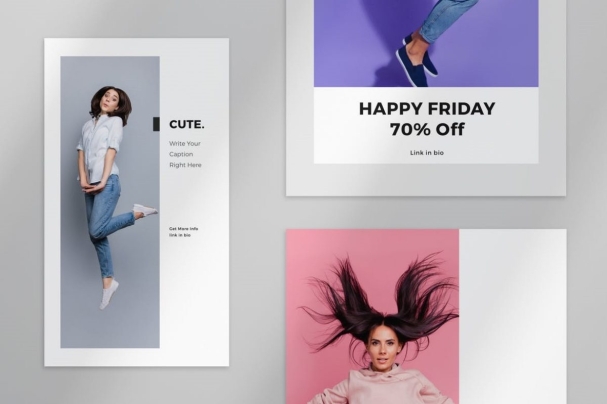 CUTE.
Write Your
Caption
Right Here
Get More Info
link in bio
HAPPY FRIDAY
70% Off
Link in bio